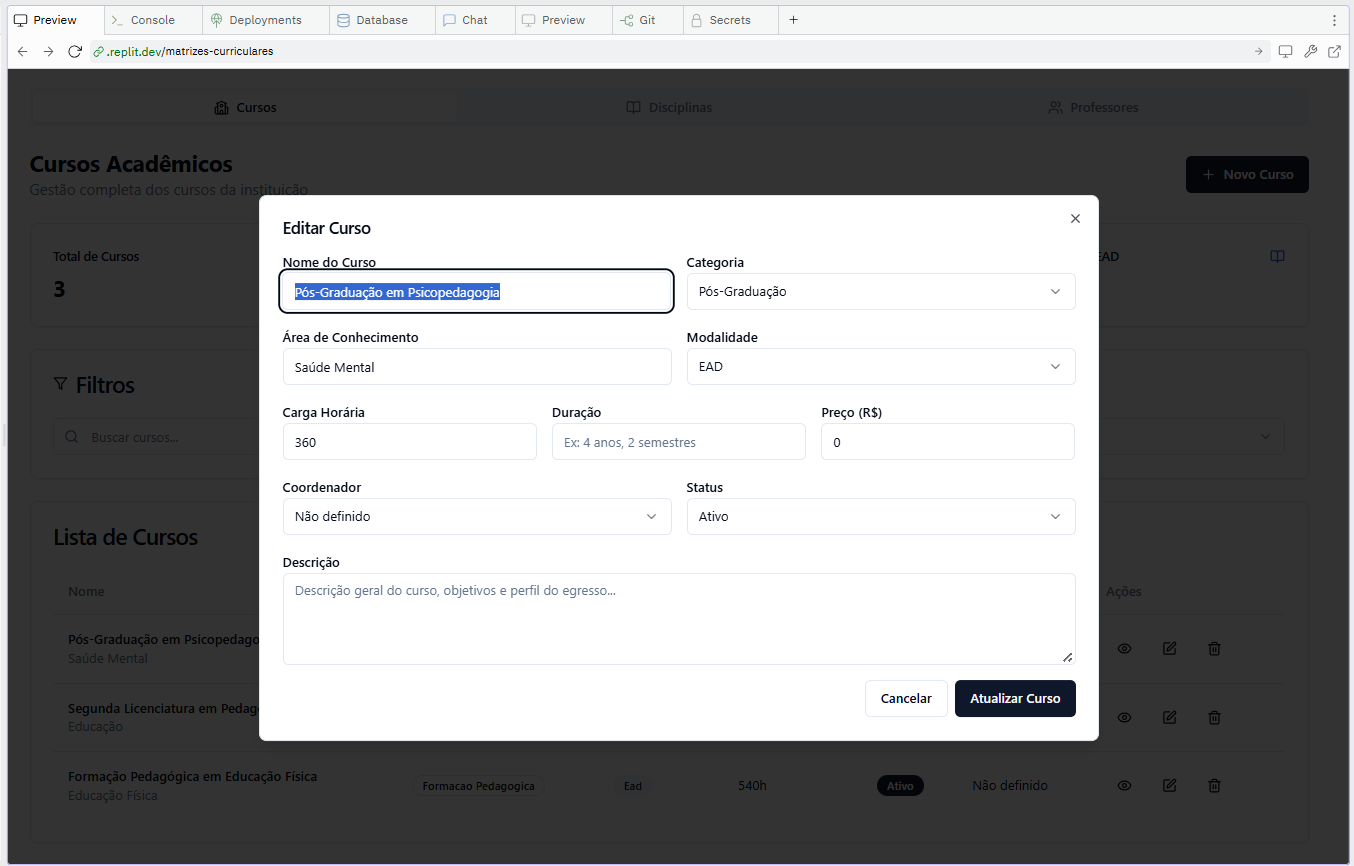 Preview Console Deployments Database Chat Preview Git Secrets
.replit.dev/matrizes-curriculares
Cursos Disciplinas Professores
Cursos Acadêmicos
Gestão completa dos cursos da instituição
+ Novo Curso
Total de Cursos
3
EAD
Filtros
Buscar cursos...
Lista de Cursos
Nome Ações
Pós-Graduação em Psicopedago
Saúde Mental
Segunda Licenciatura em Pedag
Educação
Formação Pedagógica em Educação Física
Educação Física
Formacao Pedagogica Ead 540h Ativo Não definido
Editar Curso
Nome do Curso
Pós-Graduação em Psicopedagogia
Categoria
Pós-Graduação
Área de Conhecimento
Saúde Mental
Modalidade
EAD
Carga Horária
360
Duração
Ex: 4 anos, 2 semestres
Preço (R$)
0
Coordenador
Não definido
Status
Ativo
Descrição
Descrição geral do curso, objetivos e perfil do egresso...
Cancelar
Atualizar Curso